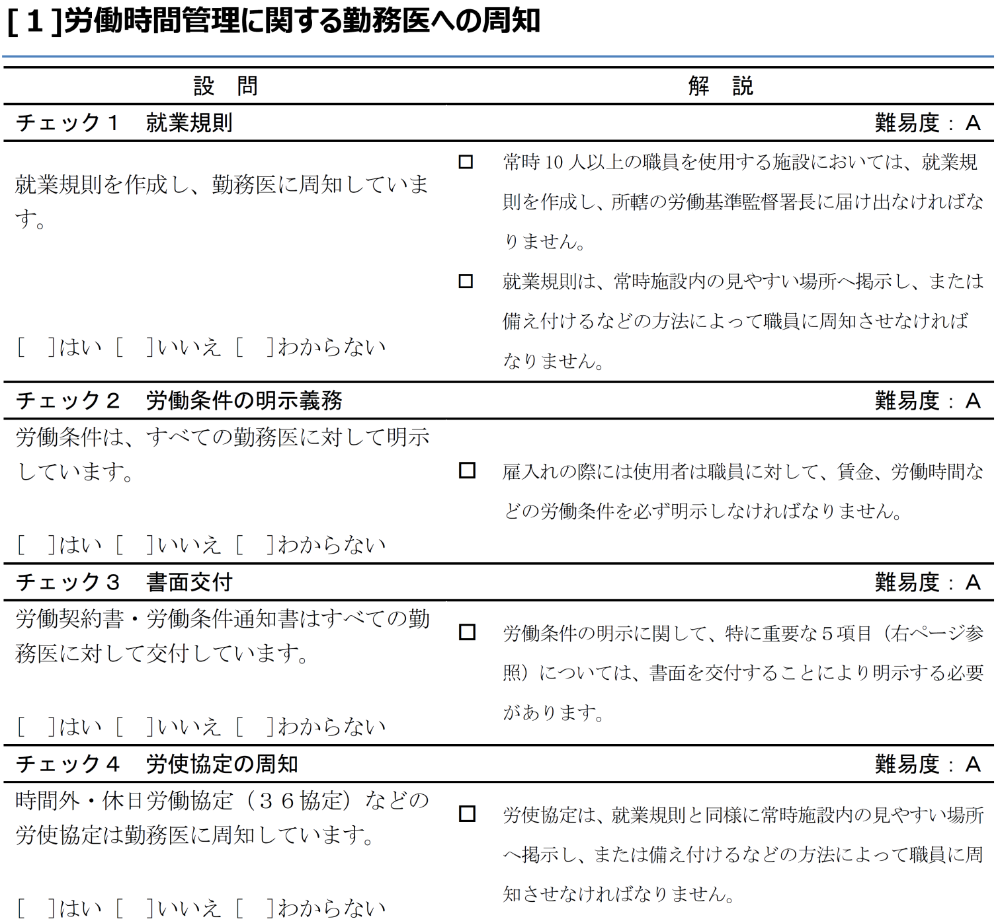 [１]労働時間管理に関する勤務医への周知
設　問
解　説
チェック１　就業規則
難易度：Ａ
就業規則を作成し、勤務医に周知していま
す。
[　]はい [　]いいえ [　]わからない
□　常時 10 人以上の職員を使用する施設においては、就業規
則を作成し、所轄の労働基準監督署長に届け出なければな
りません。
□　就業規則は、常時施設内の見やすい場所へ掲示し、または
備え付けるなどの方法によって職員に周知させなければ
なりません。
チェック２　労働条件の明示義務
難易度：Ａ
労働条件は、すべての勤務医に対して明示
しています。
[　]はい [　]いいえ [　]わからない
□　雇入れの際には使用者は職員に対して、賃金、労働時間な
どの労働条件を必ず明示しなければなりません。
チェック３　書面交付
難易度：Ａ
労働契約書・労働条件通知書はすべての勤
務医に対して交付しています。
[　]はい [　]いいえ [　]わからない
□　労働条件の明示に関して、特に重要な５項目（右ページ参
照）については、書面を交付することにより明示する必要
があります。
チェック４　労使協定の周知
難易度：Ａ
時間外・休日労働協定（３６協定）などの
労使協定は勤務医に周知しています。
[　]はい [　]いいえ [　]わからない
□　労使協定は、就業規則と同様に常時施設内の見やすい場所
へ掲示し、または備え付けるなどの方法によって職員に周
知させなければなりません。